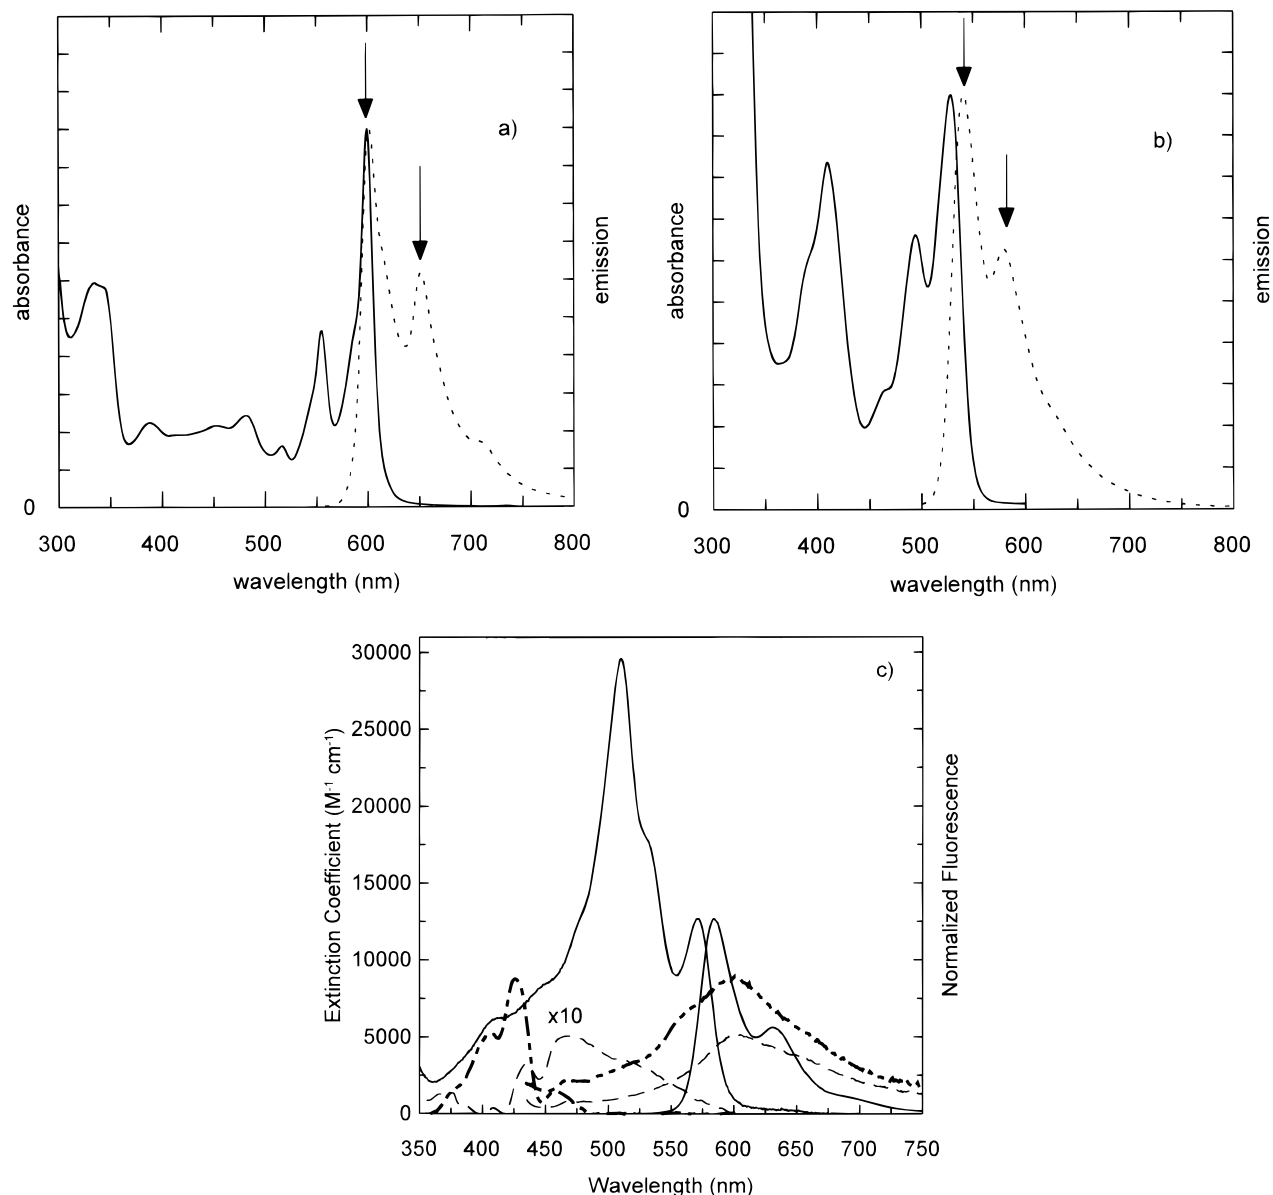 a)
absorbance
emission
0
300 400 500 600 700 800
wavelength (nm)
b)
absorbance
emission
0
300 400 500 600 700 800
wavelength (nm)
c)
30000
25000
20000
15000
10000
5000
0
x10
Extinction Coefficient (M⁻¹ cm⁻¹)
Normalized Fluorescence
350 400 450 500 550 600 650 700 750
Wavelength (nm)